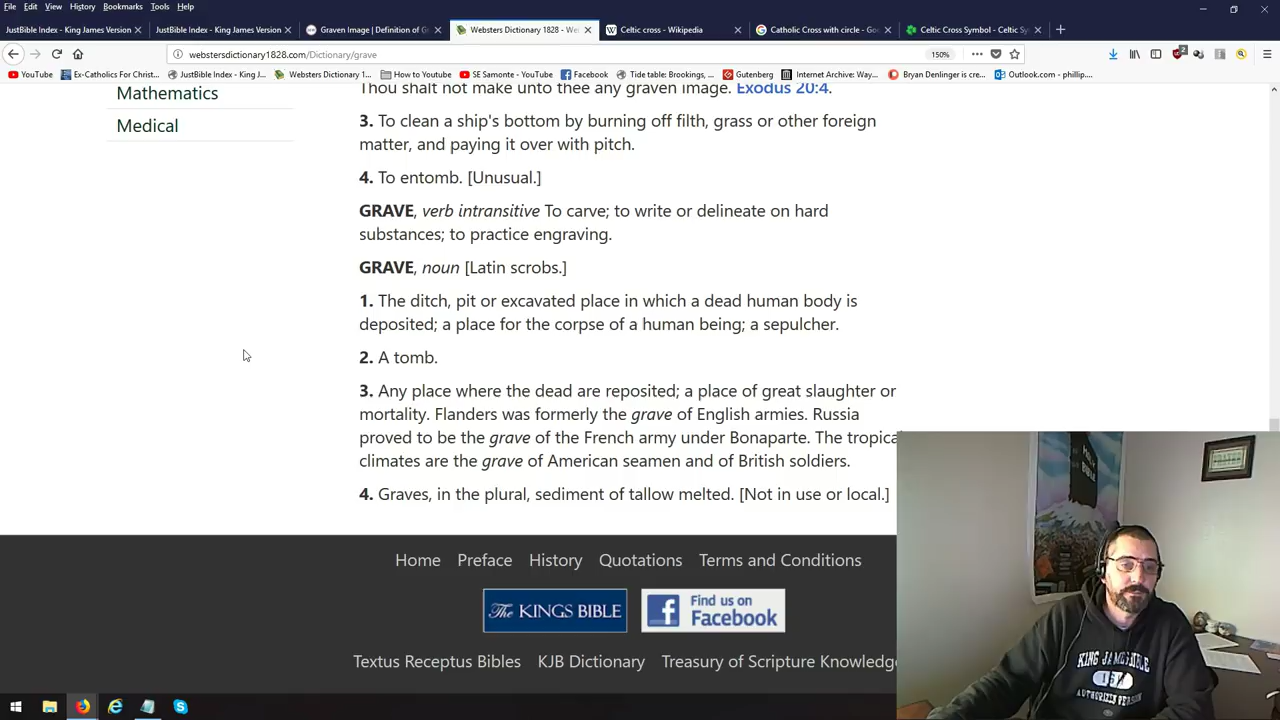 File Edit View History Bookmarks Tools Help
JustBible Index - King James Version JustBible Index - King James Version Graven Image | Definition of Gr Websters Dictionary 1828 - We Celtic cross - Wikipedia Catholic Cross with circle - Goo Celtic Cross Symbol - Celtic Sy
webstersdictionary1828.com/Dictionary/grave 150%
YouTube Ex-Catholics For Christ... JustBible Index - King J... Websters Dictionary 1... How to Youtube SE Samonte - YouTube Facebook Tide table: Brookings, ... Gutenberg Internet Archive: Way... Bryan Denlinger is cre... Outlook.com - phillip....
Mathematics
Medical
Thou shalt not make unto thee any graven image. Exodus 20:4.
3. To clean a ship's bottom by burning off filth, grass or other foreign
matter, and paying it over with pitch.
4. To entomb. [Unusual.]
GRAVE, verb intransitive To carve; to write or delineate on hard
substances; to practice engraving.
GRAVE, noun [Latin scrobs.]
1. The ditch, pit or excavated place in which a dead human body is
deposited; a place for the corpse of a human being; a sepulcher.
2. A tomb.
3. Any place where the dead are reposited; a place of great slaughter or
mortality. Flanders was formerly the grave of English armies. Russia
proved to be the grave of the French army under Bonaparte. The tropica
climates are the grave of American seamen and of British soldiers.
4. Graves, in the plural, sediment of tallow melted. [Not in use or local.]
Home Preface History Quotations Terms and Conditions
The KINGS BIBLE
Find us on
Facebook
Textus Receptus Bibles KJB Dictionary Treasury of Scripture Knowledge
KING JAMES BIBLE
AUTHORIZED VERSION